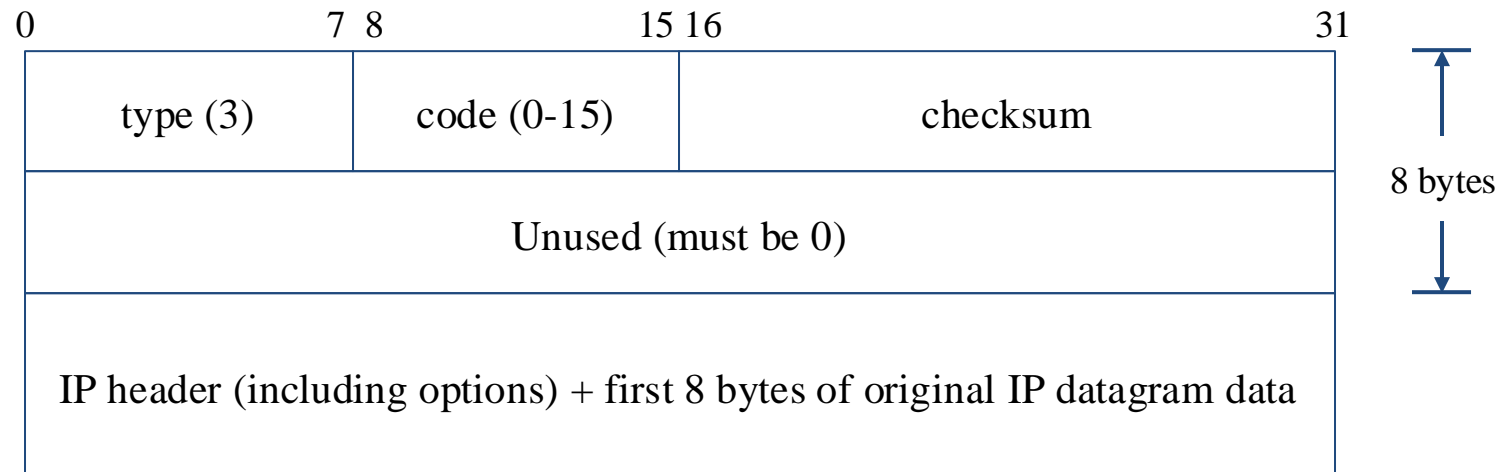 0 7 8 15 16 31
type (3) code (0-15) checksum
8 bytes
Unused (must be 0)
IP header (including options) + first 8 bytes of original IP datagram data